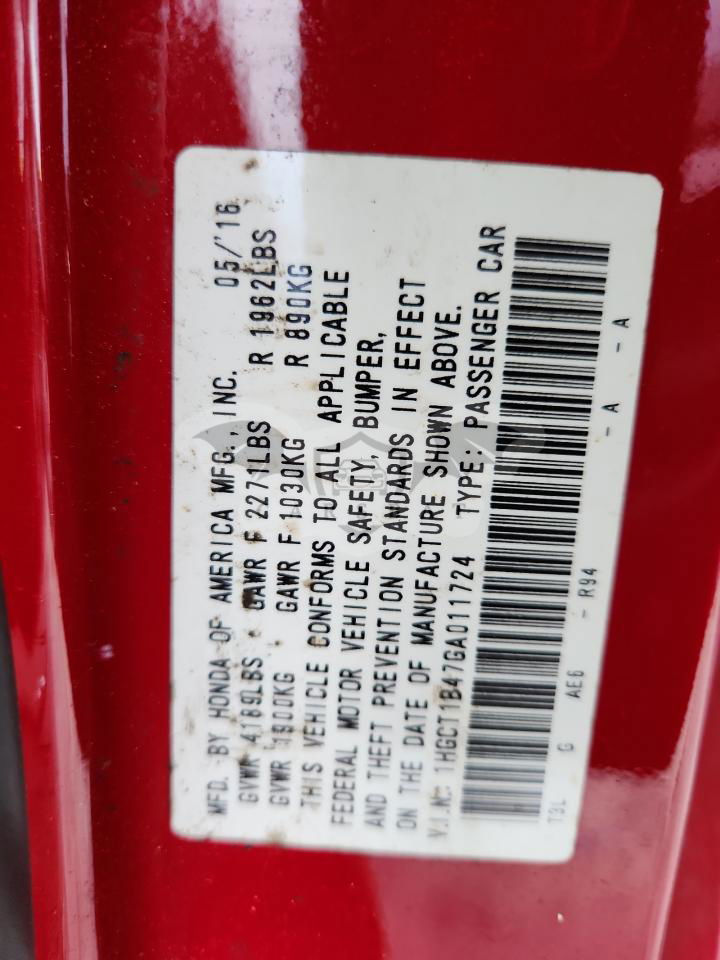 MFD. BY HONDA OF AMERICA MFG., INC. 05/'16
GVWR 4189LBS GAWR F 2271LBS R 1962LBS
GVWR 1900KG GAWR F 1030KG R 890KG
THIS VEHICLE CONFORMS TO ALL APPLICABLE
FEDERAL MOTOR VEHICLE SAFETY, BUMPER,
AND THEFT PREVENTION STANDARDS IN EFFECT
ON THE DATE OF MANUFACTURE SHOWN ABOVE.
V.I.N.: 1HGCT1B47GA011724 TYPE: PASSENGER CAR
G AE6 - R94 - A - A
T3L